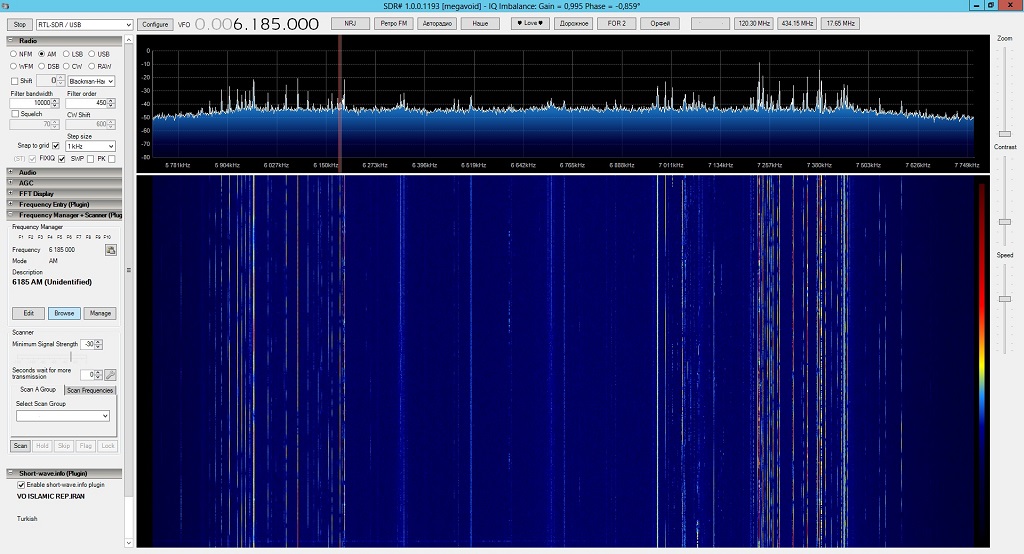 SDR# 1.0.0.1193 [megavoid] - IQ Imbalance: Gain = 0,995 Phase = -0,859°
Stop RTL-SDR / USB Configure VFO 0.006.185.000 NRJ Ретро FM Авторадио Наше ♥ Love ♥ Дорожное FOR 2 Орфей - 120.30 MHz 434.15 MHz 17.65 MHz
Radio
NFM AM LSB USB
WFM DSB CW RAW
Shift 0 Blackman-Har
Filter bandwidth Filter order
10000 450
Squelch CW Shift
70 600
Step size
Snap to grid 1 kHz
(ST) FIXIQ SWP PK
Audio
AGC
FFT Display
Frequency Entry (Plugin)
Frequency Manager + Scanner (Plug
Frequency Manager
F1 F2 F3 F4 F5 F6 F7 F8 F9 F10
Frequency 6 185 000
Mode AM
Description
6185 AM (Unidentified)
Edit Browse Manage
Scanner
Minimum Signal Strength -30
Seconds wait for more
transmission 0
Scan A Group Scan Frequencies
Select Scan Group
Scan Hold Skip Flag Lock
Short-wave.info (Plugin)
Enable short-wave.info plugin
VO ISLAMIC REP.IRAN
Turkish
0
-10
-20
-30
-40
-50
-60
-70
-80
5 781kHz 5 904kHz 6 027kHz 6 150kHz 6 273kHz 6 396kHz 6 519kHz 6 642kHz 6 765kHz 6 888kHz 7 011kHz 7 134kHz 7 257kHz 7 380kHz 7 503kHz 7 626kHz 7 749kHz
Zoom
Contrast
Speed